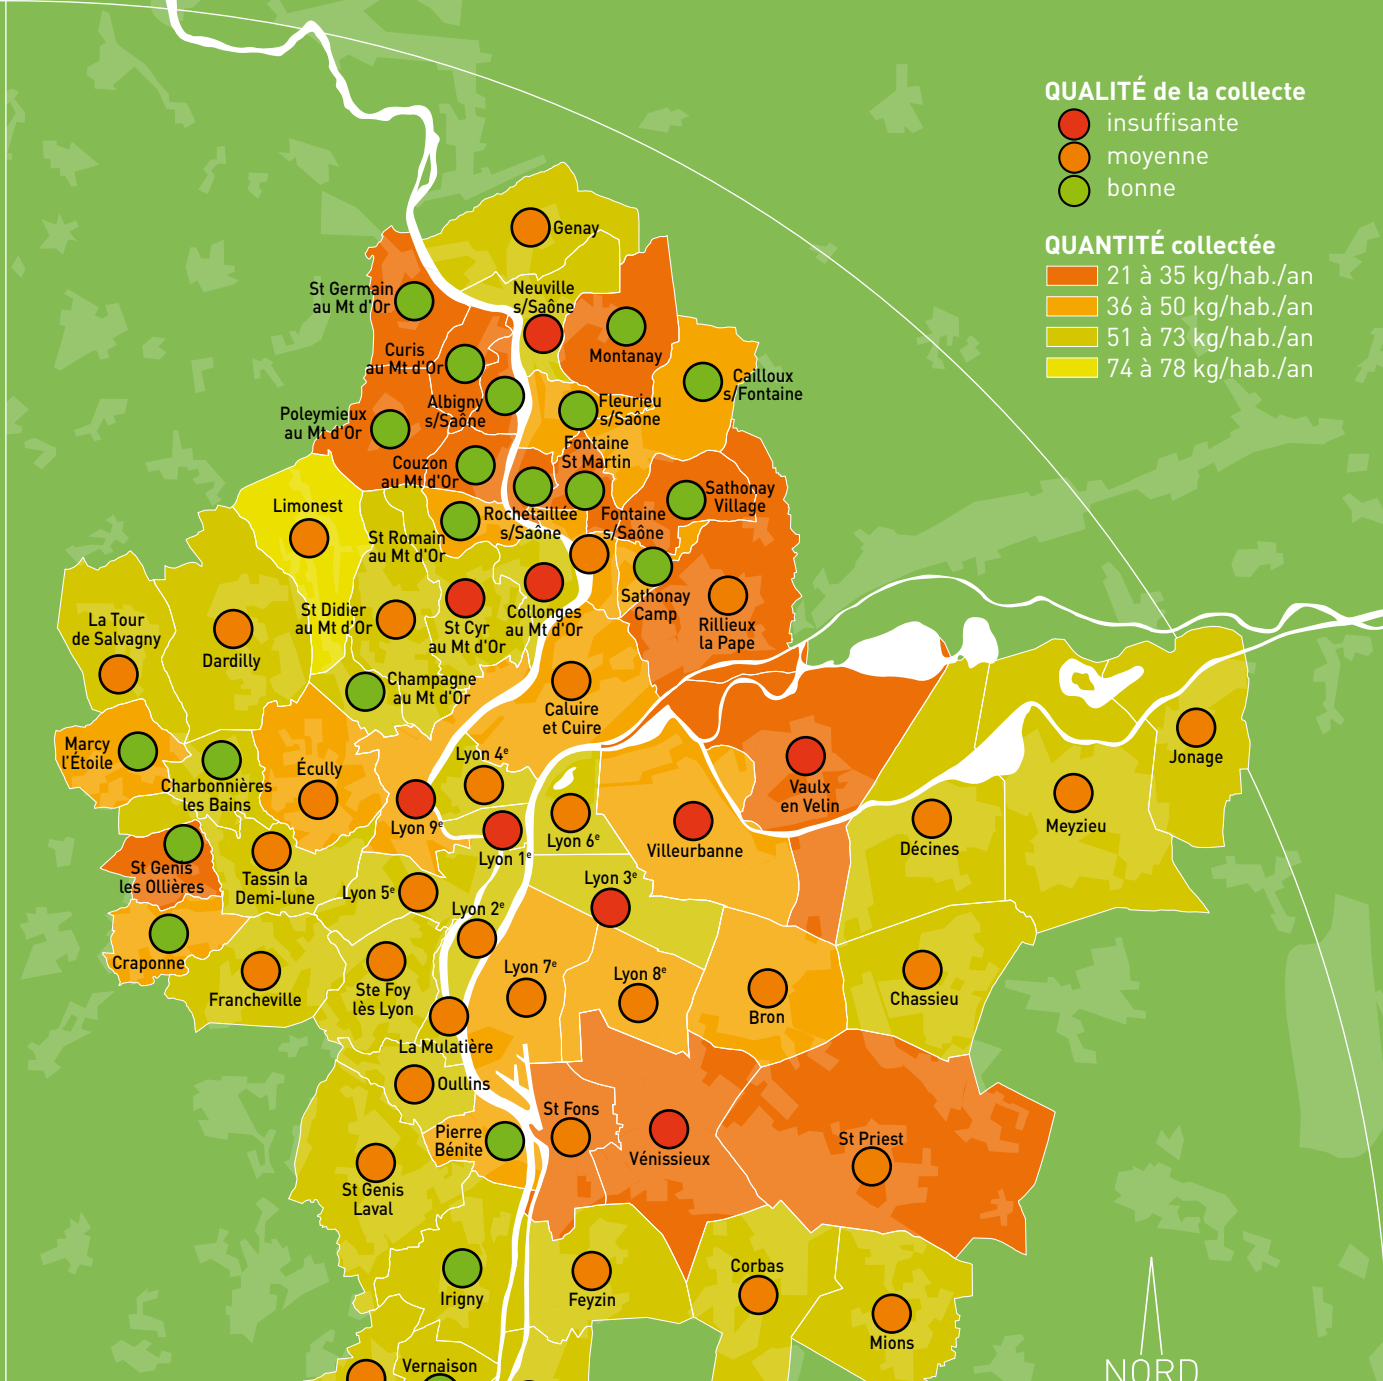 QUALITÉ de la collecte
insuffisante
moyenne
bonne
QUANTITÉ collectée
21 à 35 kg/hab./an
36 à 50 kg/hab./an
51 à 73 kg/hab./an
74 à 78 kg/hab./an
Genay
St Germain
au Mt d'Or
Neuville
s/Saône
Curis
au Mt d'Or
Montanay
Cailloux
s/Fontaine
Albigny
s/Saône
Fleurieu
s/Saône
Poleymieux
au Mt d'Or
Fontaine
St Martin
Couzon
au Mt d'Or
Sathonay
Village
Limonest
Rochetaillée
s/Saône
Fontaine
s/Saône
St Romain
au Mt d'Or
La Tour
de Salvagny
Dardilly
St Didier
au Mt d'Or
St Cyr
au Mt d'Or
Collonges
au Mt d'Or
Sathonay
Camp
Rillieux
la Pape
Champagne
au Mt d'Or
Caluire
et Cuire
Marcy
l'Étoile
Charbonnières
les Bains
Écully
Lyon 4e
Lyon 9e
Lyon 1e
Lyon 6e
Villeurbanne
Vaulx
en Velin
Décines
Meyzieu
Jonage
St Genis
les Ollières
Tassin la
Demi-lune
Lyon 5e
Lyon 2e
Lyon 3e
Craponne
Francheville
Ste Foy
lès Lyon
Lyon 7e
Lyon 8e
Bron
Chassieu
La Mulatière
Oullins
Pierre
Bénite
St Fons
Vénissieux
St Priest
St Genis
Laval
Irigny
Feyzin
Corbas
Mions
Vernaison
NORD